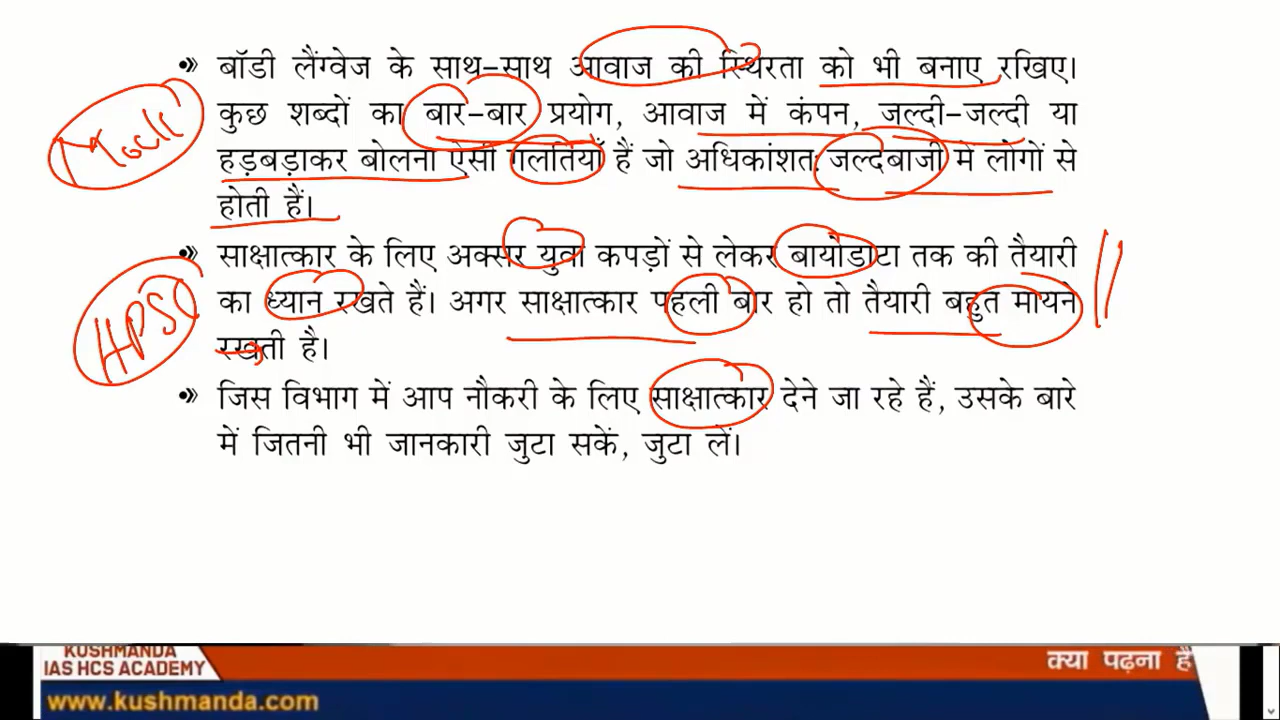 » बॉडी लैंग्वेज के साथ-साथ आवाज की स्थिरता को भी बनाए रखिए।
कुछ शब्दों का बार-बार प्रयोग, आवाज में कंपन, जल्दी-जल्दी या
Mock
हड़बड़ाकर बोलना ऐसी गलतियाँ हैं जो अधिकांशतः जल्दबाजी में लोगों से
होती हैं।
» साक्षात्कार के लिए अक्सर युवा कपड़ों से लेकर बायोडाटा तक की तैयारी
का ध्यान रखते हैं। अगर साक्षात्कार पहली बार हो तो तैयारी बहुत मायने
HPSC
रखती है।
» जिस विभाग में आप नौकरी के लिए साक्षात्कार देने जा रहे हैं, उसके बारे
में जितनी भी जानकारी जुटा सकें, जुटा लें।
KUSHMANDA
IAS HCS ACADEMY
क्या पढ़ना है
www.kushmanda.com